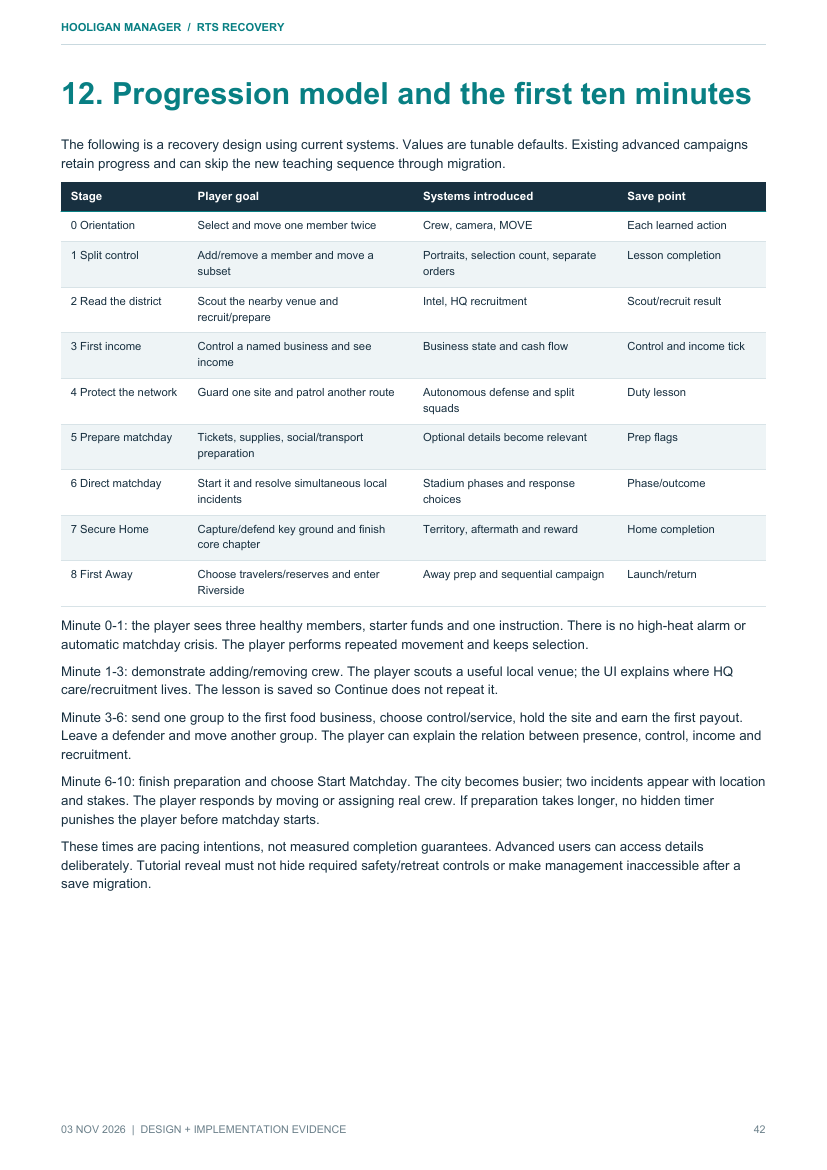 HOOLIGAN MANAGER / RTS RECOVERY
12. Progression model and the first ten minutes
The following is a recovery design using current systems. Values are tunable defaults. Existing advanced campaigns
retain progress and can skip the new teaching sequence through migration.
Stage Player goal Systems introduced Save point
0 Orientation Select and move one member twice Crew, camera, MOVE Each learned action
1 Split control Add/remove a member and move a subset Portraits, selection count, separate orders Lesson completion
2 Read the district Scout the nearby venue and recruit/prepare Intel, HQ recruitment Scout/recruit result
3 First income Control a named business and see income Business state and cash flow Control and income tick
4 Protect the network Guard one site and patrol another route Autonomous defense and split squads Duty lesson
5 Prepare matchday Tickets, supplies, social/transport preparation Optional details become relevant Prep flags
6 Direct matchday Start it and resolve simultaneous local incidents Stadium phases and response choices Phase/outcome
7 Secure Home Capture/defend key ground and finish core chapter Territory, aftermath and reward Home completion
8 First Away Choose travelers/reserves and enter Riverside Away prep and sequential campaign Launch/return
Minute 0-1: the player sees three healthy members, starter funds and one instruction. There is no high-heat alarm or
automatic matchday crisis. The player performs repeated movement and keeps selection.
Minute 1-3: demonstrate adding/removing crew. The player scouts a useful local venue; the UI explains where HQ
care/recruitment lives. The lesson is saved so Continue does not repeat it.
Minute 3-6: send one group to the first food business, choose control/service, hold the site and earn the first payout.
Leave a defender and move another group. The player can explain the relation between presence, control, income and
recruitment.
Minute 6-10: finish preparation and choose Start Matchday. The city becomes busier; two incidents appear with location
and stakes. The player responds by moving or assigning real crew. If preparation takes longer, no hidden timer
punishes the player before matchday starts.
These times are pacing intentions, not measured completion guarantees. Advanced users can access details
deliberately. Tutorial reveal must not hide required safety/retreat controls or make management inaccessible after a
save migration.
03 NOV 2026 | DESIGN + IMPLEMENTATION EVIDENCE 42